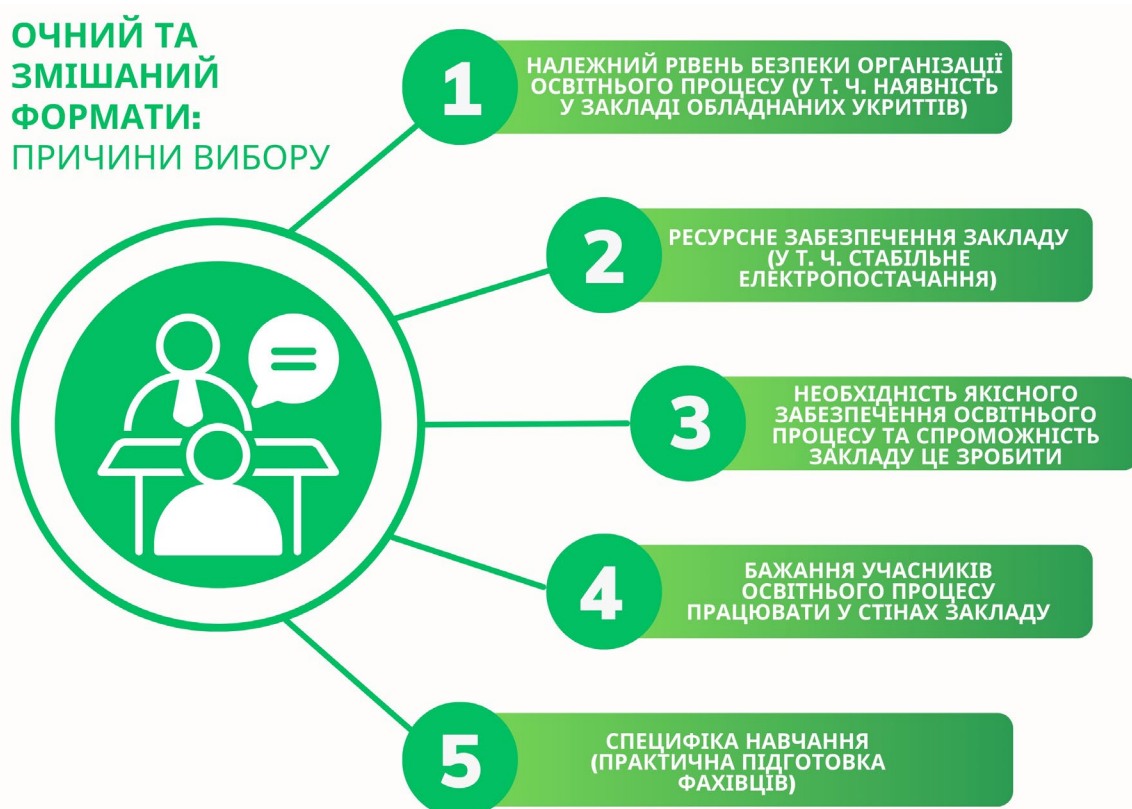 ОЧНИЙ ТА
ЗМІШАНИЙ
ФОРМАТИ:
ПРИЧИНИ ВИБОРУ
1
НАЛЕЖНИЙ РІВЕНЬ БЕЗПЕКИ ОРГАНІЗАЦІЇ
ОСВІТНЬОГО ПРОЦЕСУ (У Т. Ч. НАЯВНІСТЬ
У ЗАКЛАДІ ОБЛАДНАНИХ УКРИТТІВ)
2
РЕСУРСНЕ ЗАБЕЗПЕЧЕННЯ ЗАКЛАДУ
(У Т. Ч. СТАБІЛЬНЕ
ЕЛЕКТРОПОСТАЧАННЯ)
3
НЕОБХІДНІСТЬ ЯКІСНОГО
ЗАБЕЗПЕЧЕННЯ ОСВІТНЬОГО
ПРОЦЕСУ ТА СПРОМОЖНІСТЬ
ЗАКЛАДУ ЦЕ ЗРОБИТИ
4
БАЖАННЯ УЧАСНИКІВ
ОСВІТНЬОГО ПРОЦЕСУ
ПРАЦЮВАТИ У СТІНАХ ЗАКЛАДУ
5
СПЕЦИФІКА НАВЧАННЯ
(ПРАКТИЧНА ПІДГОТОВКА
ФАХІВЦІВ)